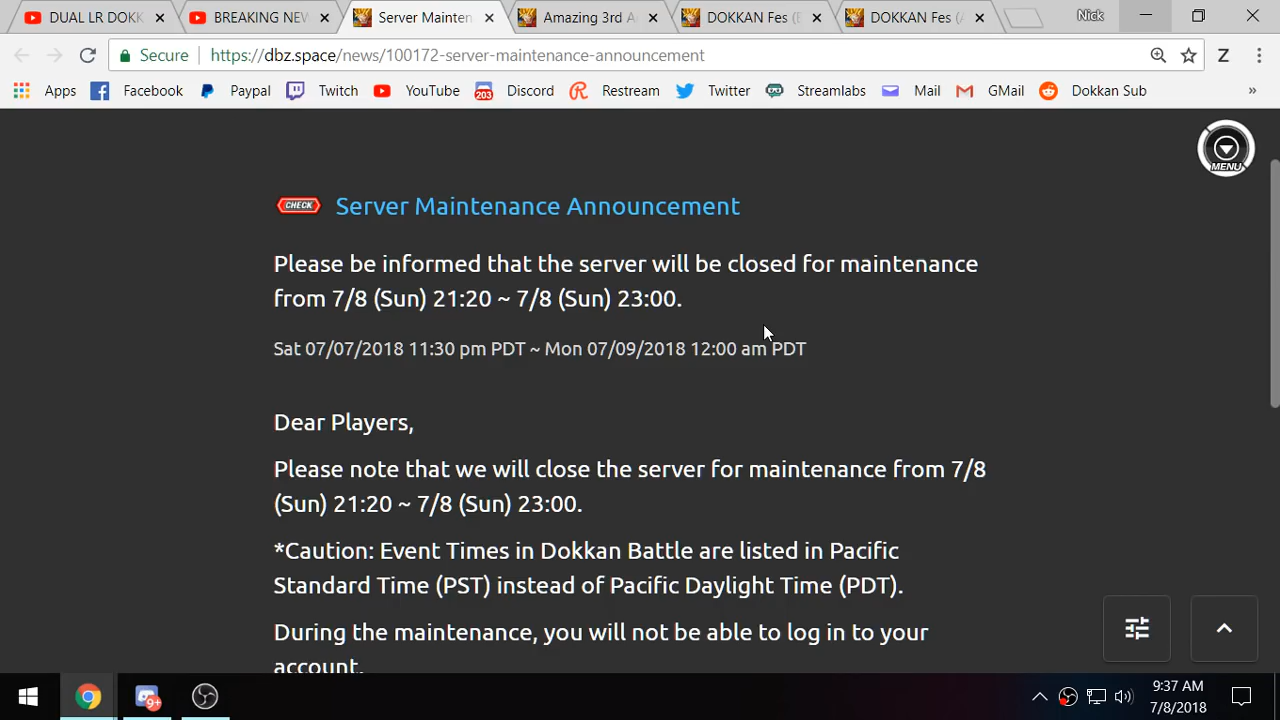 DUAL LR DOKK
BREAKING NEW
Server Mainten
Amazing 3rd A
DOKKAN Fes (
DOKKAN Fes (
Nick
Secure
https://dbz.space/news/100172-server-maintenance-announcement
Z
Apps
Facebook
Paypal
Twitch
YouTube
203
Discord
Restream
Twitter
Streamlabs
Mail
GMail
Dokkan Sub
»
MENU
CHECK
Server Maintenance Announcement
Please be informed that the server will be closed for maintenance
from 7/8 (Sun) 21:20 ~ 7/8 (Sun) 23:00.
Sat 07/07/2018 11:30 pm PDT ~ Mon 07/09/2018 12:00 am PDT
Dear Players,
Please note that we will close the server for maintenance from 7/8
(Sun) 21:20 ~ 7/8 (Sun) 23:00.
*Caution: Event Times in Dokkan Battle are listed in Pacific
Standard Time (PST) instead of Pacific Daylight Time (PDT).
During the maintenance, you will not be able to log in to your
account.
9+
9:37 AM
7/8/2018